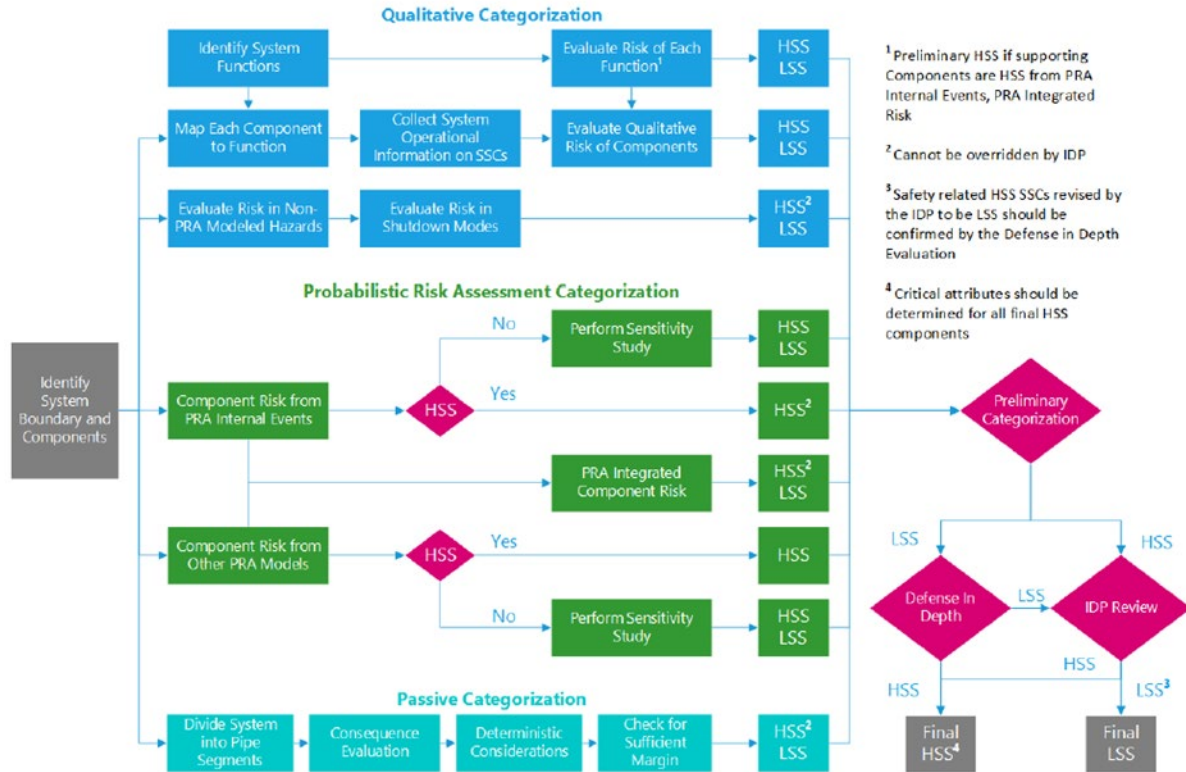 Qualitative Categorization
Identify System
Functions
Evaluate Risk of Each
Function¹
HSS
LSS
Map Each Component
to Function
Collect System
Operational
Information on SSCs
Evaluate Qualitative
Risk of Components
HSS
LSS
Evaluate Risk in Non-
PRA Modeled Hazards
Evaluate Risk in
Shutdown Modes
HSS²
LSS
¹ Preliminary HSS if supporting
Components are HSS from PRA
Internal Events, PRA Integrated
Risk
² Cannot be overridden by IDP
³ Safety related HSS SSCs revised
by the IDP to be LSS should be
confirmed by the Defense in Depth
Evaluation
⁴ Critical attributes should be
determined for all final HSS
components
Probabilistic Risk Assessment Categorization
Identify
System
Boundary and
Components
No
Perform Sensitivity
Study
HSS
LSS
Component Risk from
PRA Internal Events
HSS
Yes
HSS²
PRA Integrated
Component Risk
HSS²
LSS
Component Risk from
Other PRA Models
HSS
Yes
HSS
No
Perform Sensitivity
Study
HSS
LSS
Passive Categorization
Divide System
into Pipe
Segments
Consequence
Evaluation
Deterministic
Considerations
Check for
Sufficient
Margin
HSS²
LSS
Preliminary
Categorization
LSS
HSS
Defense In
Depth
LSS
IDP Review
HSS
HSS
LSS³
Final
HSS⁴
Final
LSS